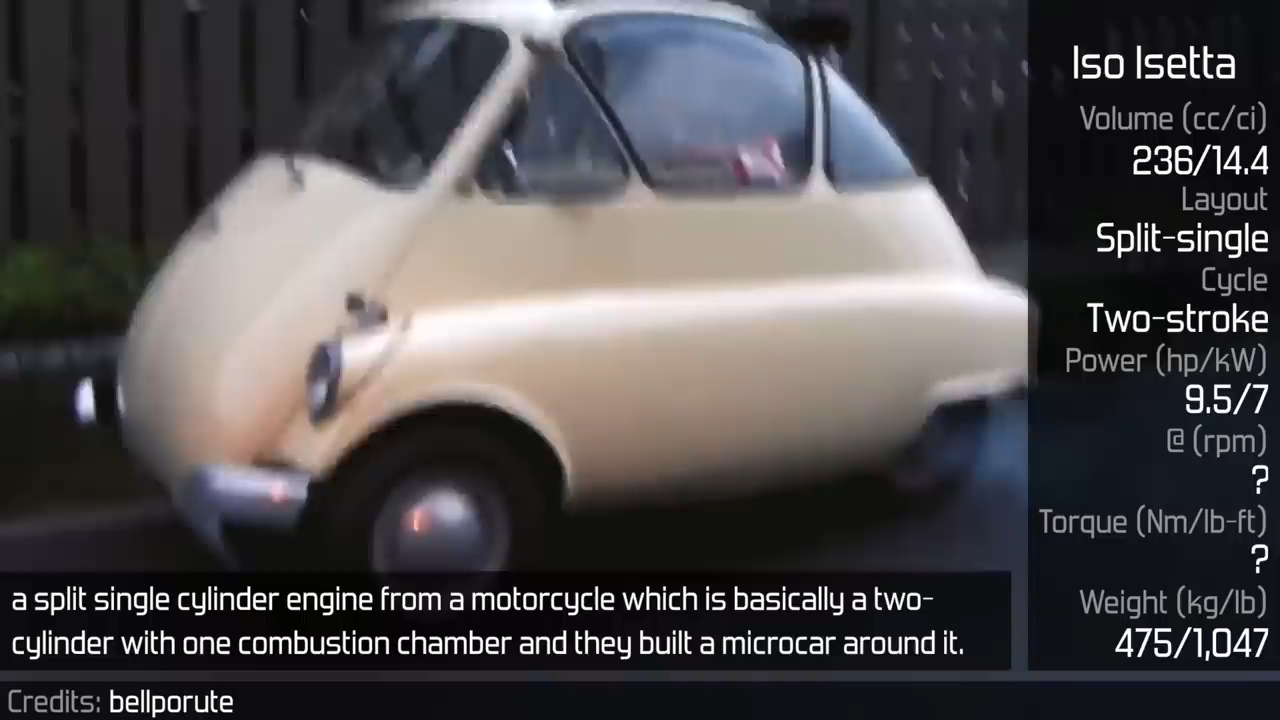 Iso Isetta
Volume (cc/ci)
236/14.4
Layout
Split-single
Cycle
Two-stroke
Power (hp/kW)
9.5/7
@ (rpm)
?
Torque (Nm/lb-ft)
?
Weight (kg/lb)
475/1,047
a split single cylinder engine from a motorcycle which is basically a two-
cylinder with one combustion chamber and they built a microcar around it.
Credits: bellporute